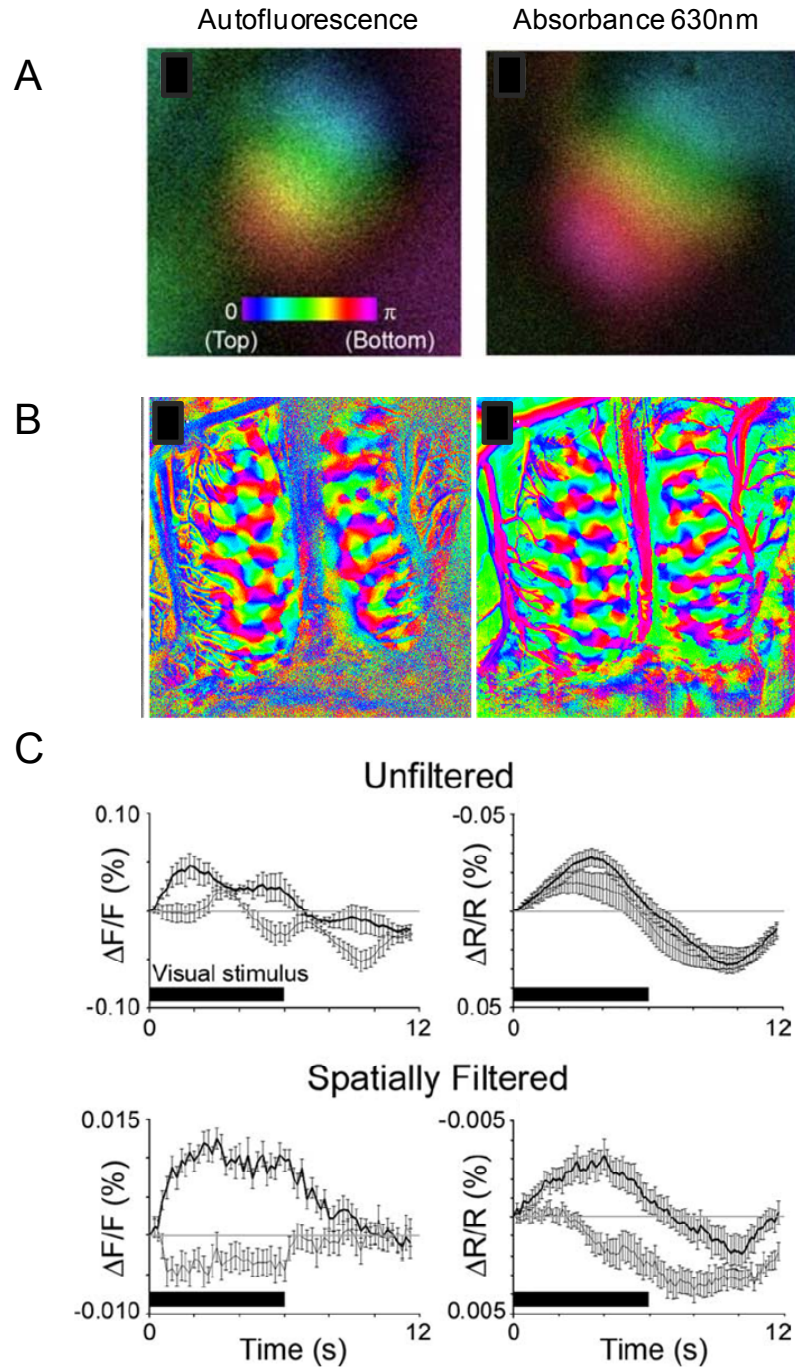 Autofluorescence Absorbance 630nm
A
0 π
(Top) (Bottom)
B
C
Unfiltered
0.10 -0.05
ΔF/F (%) ΔR/R (%)
Visual stimulus
-0.10 0.05
0 12 0 12
Spatially Filtered
0.015 -0.005
ΔF/F (%) ΔR/R (%)
-0.010 0.005
0 12 0 12
Time (s) Time (s)